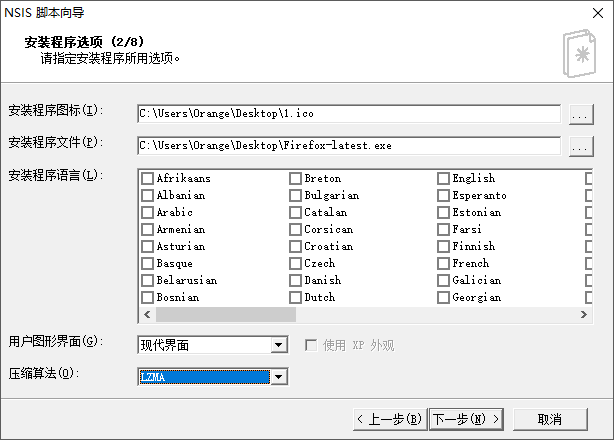 NSIS 脚本向导
安装程序选项 (2/8)
请指定安装程序所用选项。
安装程序图标(I):
C:\Users\Orange\Desktop\1.ico
...
安装程序文件(P):
C:\Users\Orange\Desktop\Firefox-latest.exe
...
安装程序语言(L):
Afrikaans Breton English
Albanian Bulgarian Esperanto
Arabic Catalan Estonian
Armenian Corsican Farsi
Asturian Croatian Finnish
Basque Czech French
Belarusian Danish Galician
Bosnian Dutch Georgian
用户图形界面(G): 现代界面 使用 XP 外观
压缩算法(O): LZMA
< 上一步(B) 下一步(N) > 取消